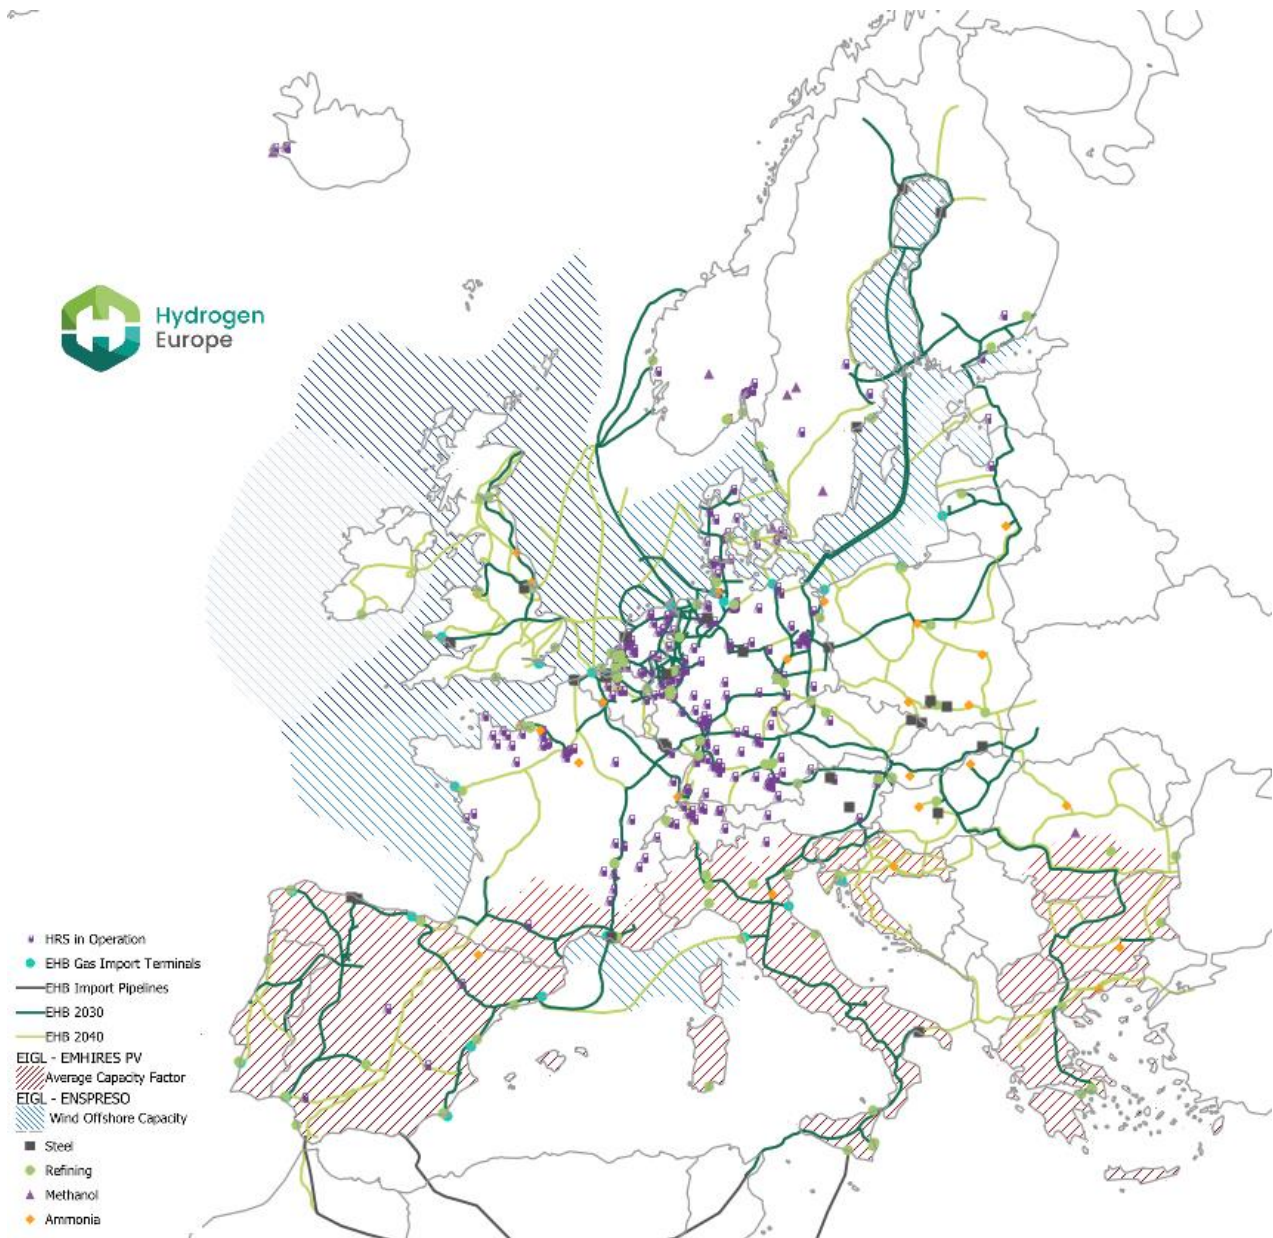 Hydrogen
Europe
HRS in Operation
EHB Gas Import Terminals
EHB Import Pipelines
EHB 2030
EHB 2040
EIGL - EMHIRES PV
Average Capacity Factor
EIGL - ENSPRESO
Wind Offshore Capacity
Steel
Refining
Methanol
Ammonia